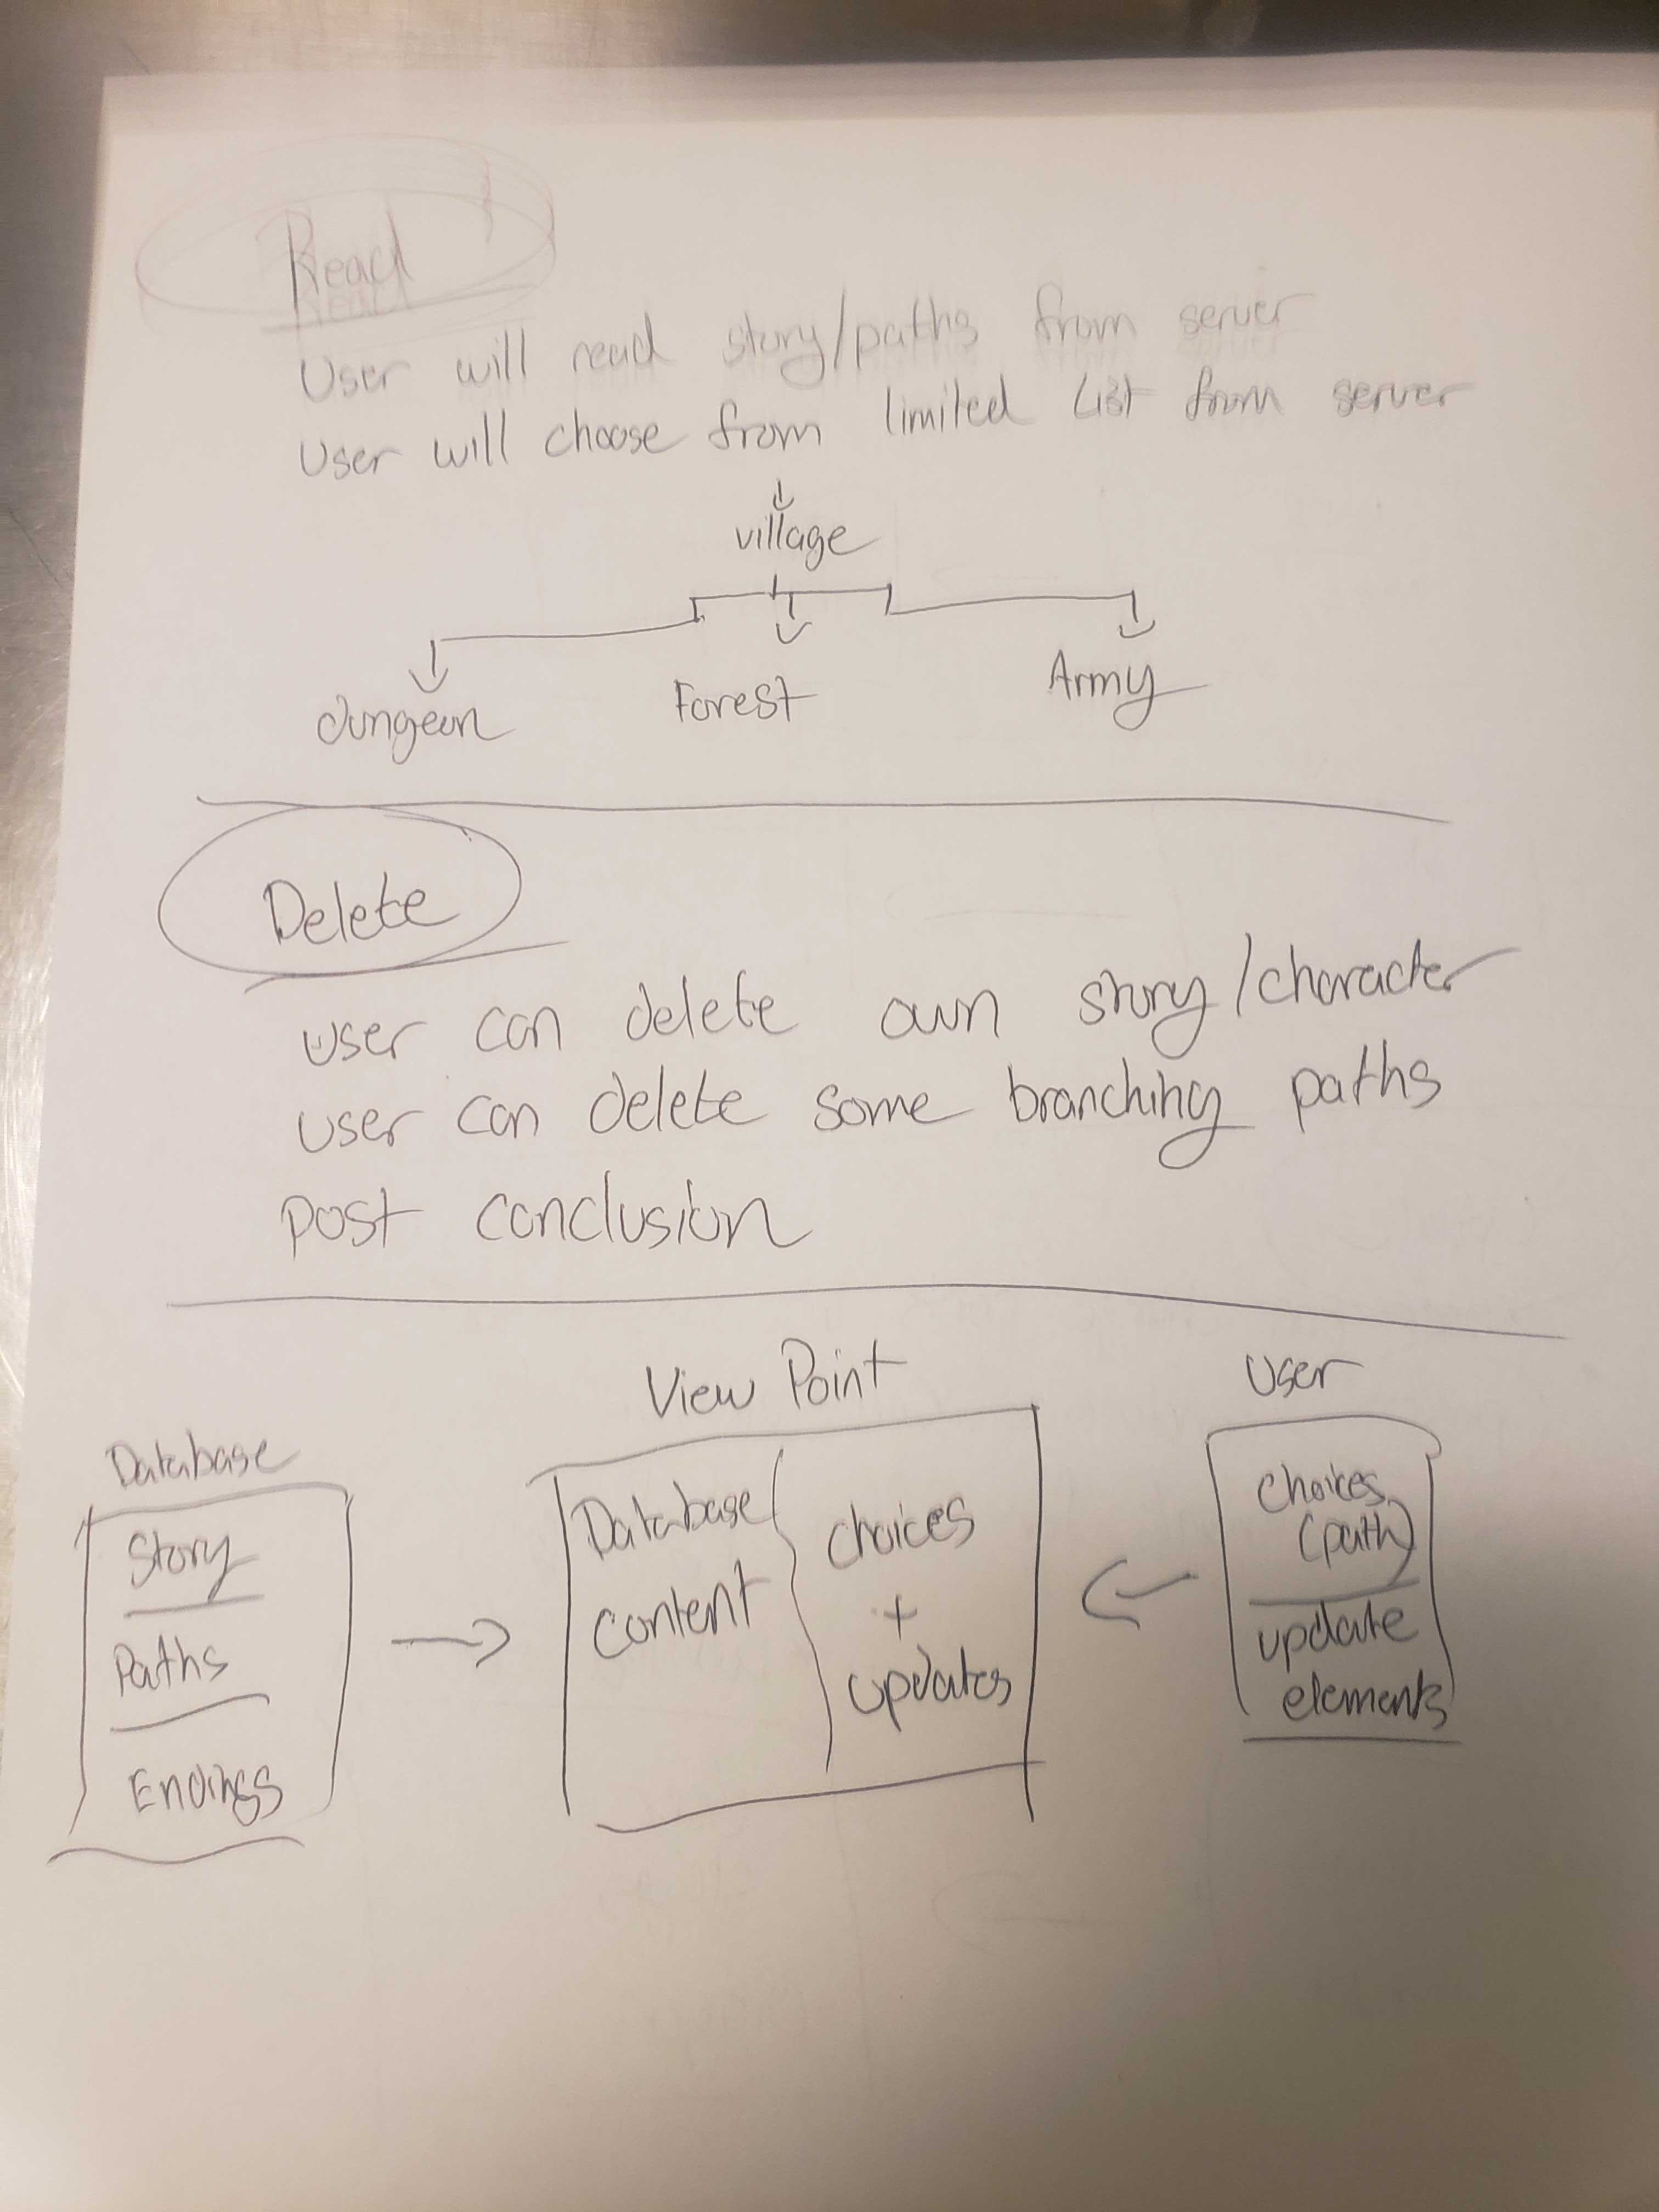 Read
User will read story/paths from server
User will choose from limited List from server
village
dungeon Forest Army
Delete
user can delete own story/character
user can delete some branching paths
post conclusion
View Point
User
Database
Story
Paths
Endings
Database
content
choices
+
updates
choices
(path)
update
elements